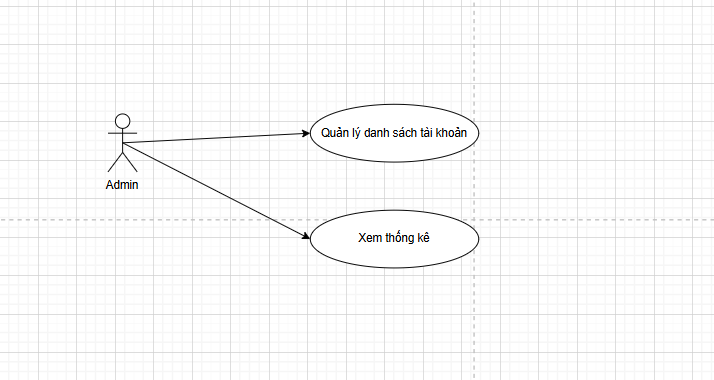 Quản lý danh sách tài khoản
Admin
Xem thống kê